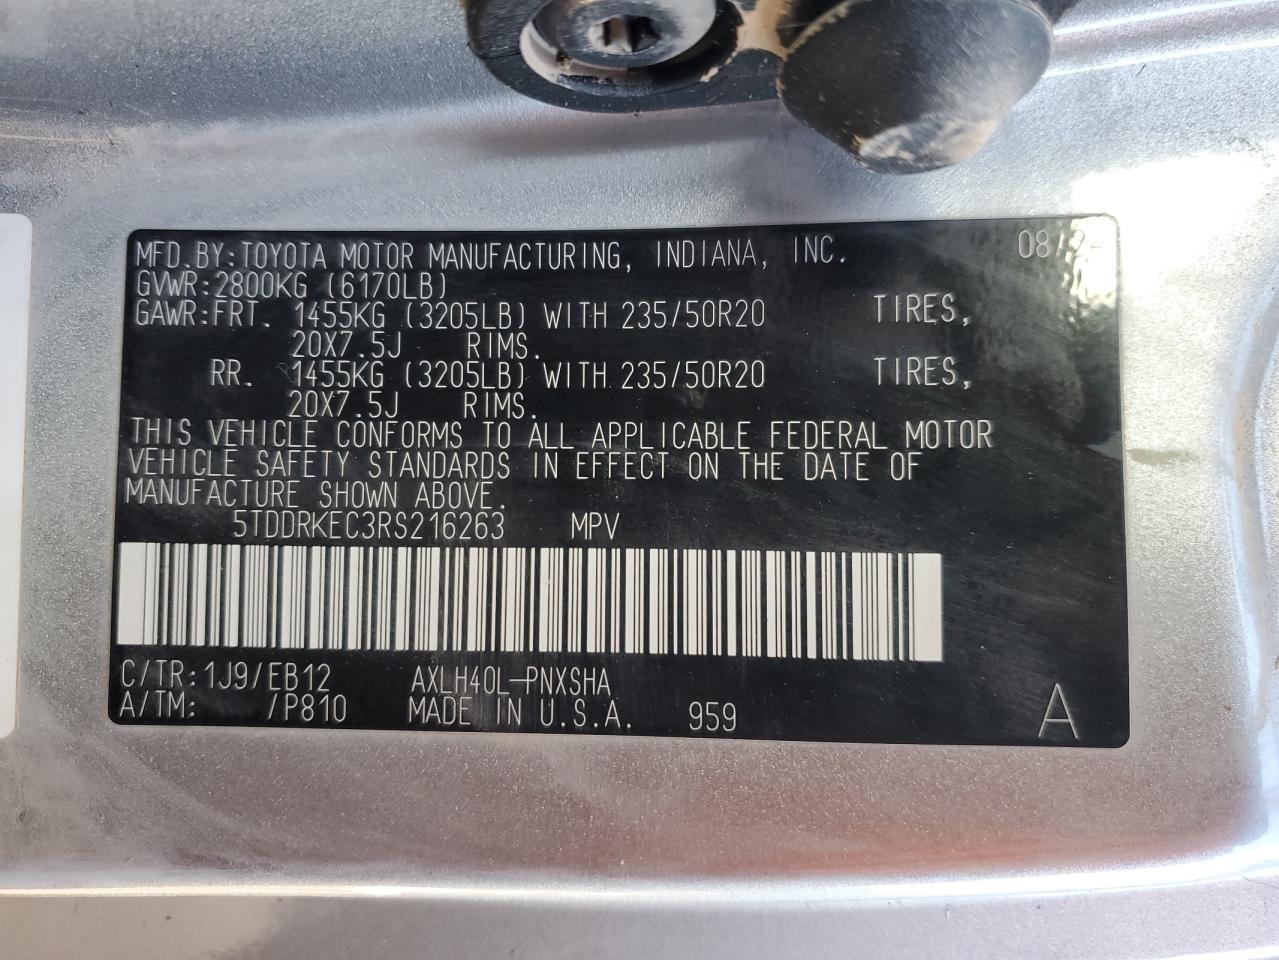 MFD.BY:TOYOTA MOTOR MANUFACTURING, INDIANA, INC. 08/2
GVWR:2800KG (6170LB)
GAWR:FRT. 1455KG (3205LB) WITH 235/50R20 TIRES,
20X7.5J RIMS.
RR. 1455KG (3205LB) WITH 235/50R20 TIRES,
20X7.5J RIMS.
THIS VEHICLE CONFORMS TO ALL APPLICABLE FEDERAL MOTOR
VEHICLE SAFETY STANDARDS IN EFFECT ON THE DATE OF
MANUFACTURE SHOWN ABOVE.
5TDDRKEC3RS216263 MPV
C/TR:1J9/EB12 AXLH40L-PNXSHA
A/TM: /P810 MADE IN U.S.A. 959 A